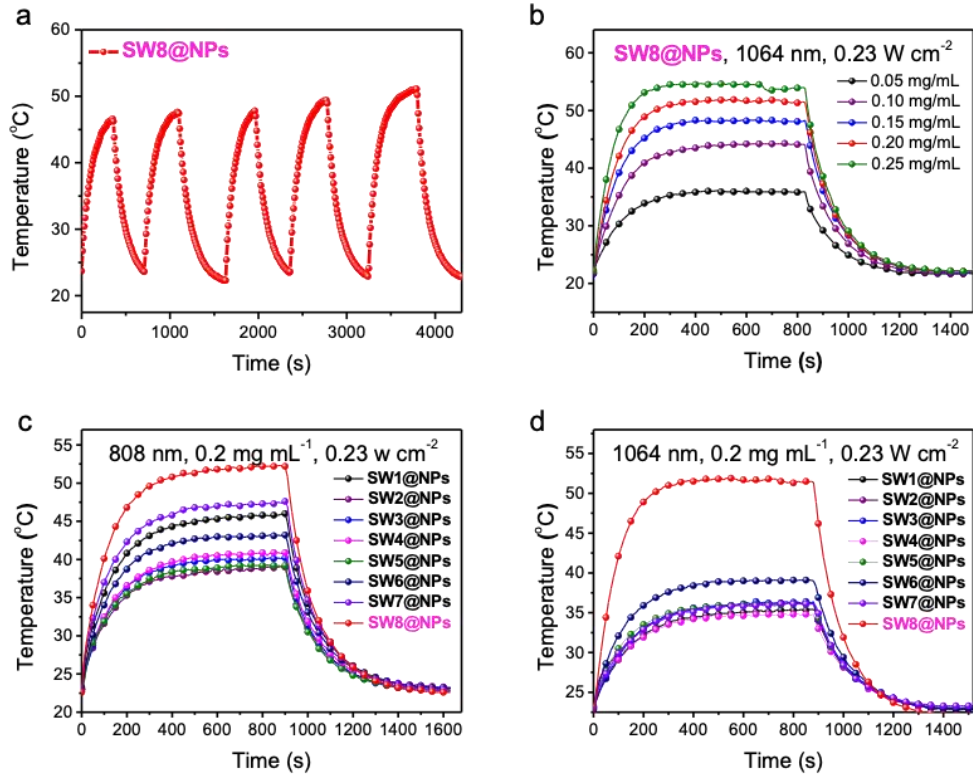 a
SW8@NPs
60
50
40
30
20
0 1000 2000 3000 4000
Time (s)
Temperature (°C)
b
SW8@NPs, 1064 nm, 0.23 W cm⁻²
0.05 mg/mL
0.10 mg/mL
0.15 mg/mL
0.20 mg/mL
0.25 mg/mL
60
50
40
30
20
0 200 400 600 800 1000 1200 1400
Time (s)
Temperature (°C)
c
808 nm, 0.2 mg mL⁻¹, 0.23 w cm⁻²
SW1@NPs
SW2@NPs
SW3@NPs
SW4@NPs
SW5@NPs
SW6@NPs
SW7@NPs
SW8@NPs
55
50
45
40
35
30
25
20
0 200 400 600 800 1000 1200 1400 1600
Time (s)
Temperature (°C)
d
1064 nm, 0.2 mg mL⁻¹, 0.23 W cm⁻²
SW1@NPs
SW2@NPs
SW3@NPs
SW4@NPs
SW5@NPs
SW6@NPs
SW7@NPs
SW8@NPs
55
50
45
40
35
30
25
0 200 400 600 800 1000 1200 1400
Time (s)
Temperature (°C)